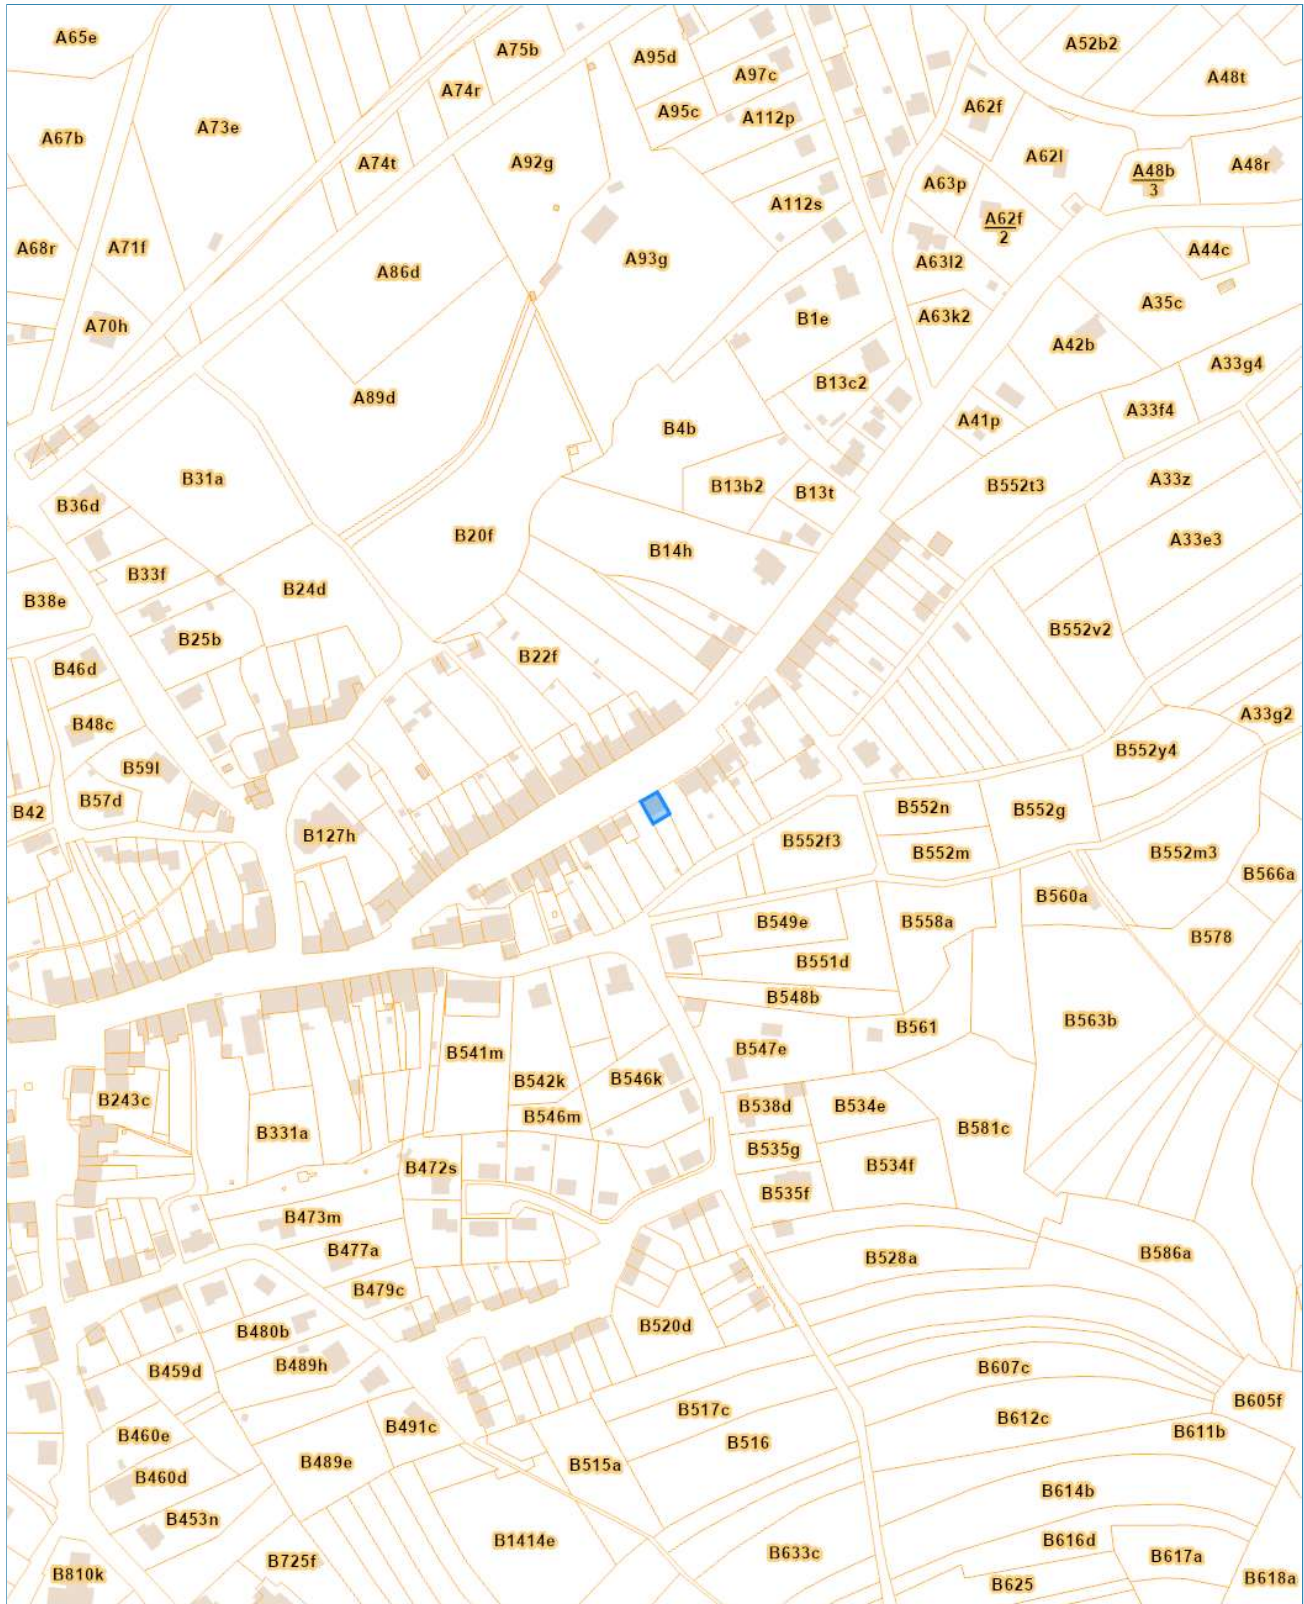 A65e
A75b
A95d
A52b2
A97c
A48t
A74r
A62f
A95c
A112p
A73e
A67b
A74t
A92g
A62l
A48r
A48b
3
A63p
A112s
A62f
2
A68r
A71f
A93g
A63l2
A44c
A86d
A35c
B1e
A63k2
A70h
A42b
A33g4
B13c2
A89d
A33f4
A41p
B4b
B31a
A33z
B13b2
B552t3
B13t
B36d
B20f
A33e3
B14h
B33f
B24d
B38e
B552v2
B25b
B22f
B46d
A33g2
B48c
B552y4
B59l
B57d
B552n
B552g
B42
B127h
B552f3
B552m
B552m3
B566a
B560a
B549e
B558a
B578
B551d
B548b
B563b
B561
B547e
B541m
B546k
B542k
B243c
B538d
B534e
B546m
B581c
B331a
B535g
B472s
B534f
B535f
B473m
B477a
B586a
B528a
B479c
B520d
B480b
B489h
B607c
B459d
B605f
B517c
B612c
B491c
B611b
B460e
B516
B489e
B515a
B460d
B614b
B453n
B1414e
B616d
B633c
B617a
B725f
B810k
B618a
B625